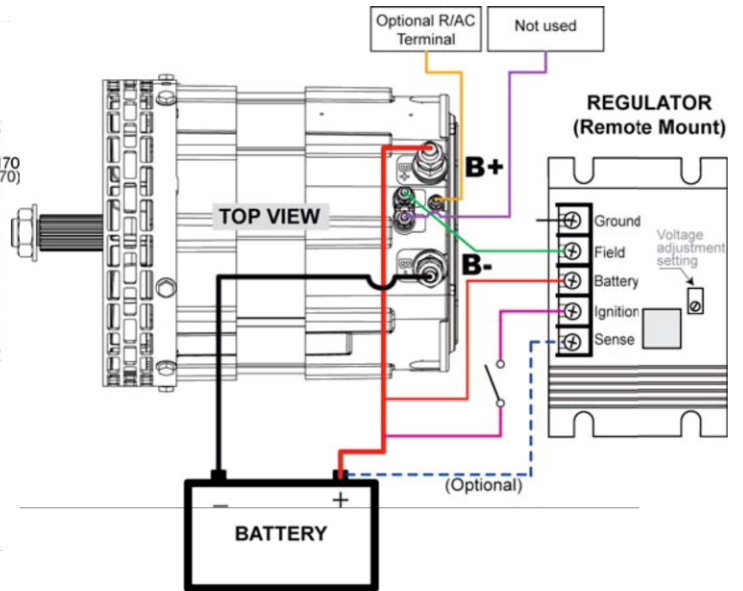 Optional R/AC
Terminal
Not used
REGULATOR
(Remote Mount)
170
70)
B+
TOP VIEW
B-
Ground
Field
Battery
Ignition
Sense
Voltage
adjustment
setting
(Optional)
− +
BATTERY